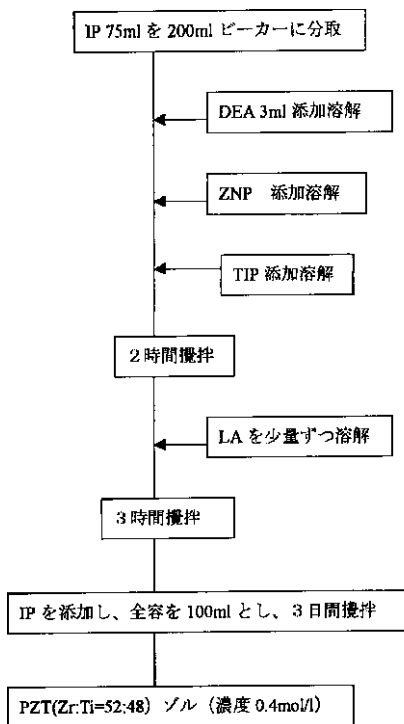 IP 75ml を 200ml ビーカーに分取
DEA 3ml 添加溶解
ZNP 添加溶解
TIP 添加溶解
2時間攪拌
LA を少量ずつ溶解
3時間攪拌
IP を添加し、全容を 100ml とし、3日間攪拌
PZT(Zr:Ti=52:48) ゾル (濃度 0.4mol/l)